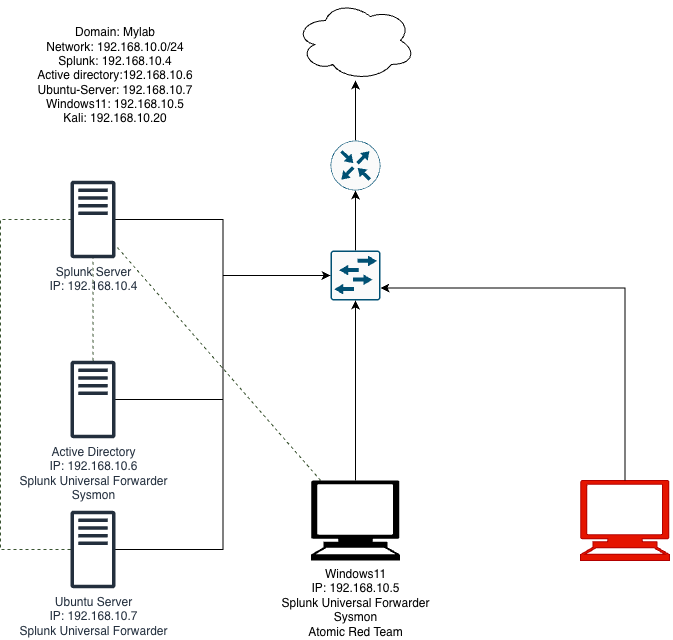 Domain: Mylab
Network: 192.168.10.0/24
Splunk: 192.168.10.4
Active directory:192.168.10.6
Ubuntu-Server: 192.168.10.7
Windows11: 192.168.10.5
Kali: 192.168.10.20
Splunk Server
IP: 192.168.10.4
Active Directory
IP: 192.168.10.6
Splunk Universal Forwarder
Sysmon
Ubuntu Server
IP: 192.168.10.7
Splunk Universal Forwarder
Windows11
IP: 192.168.10.5
Splunk Universal Forwarder
Sysmon
Atomic Red Team